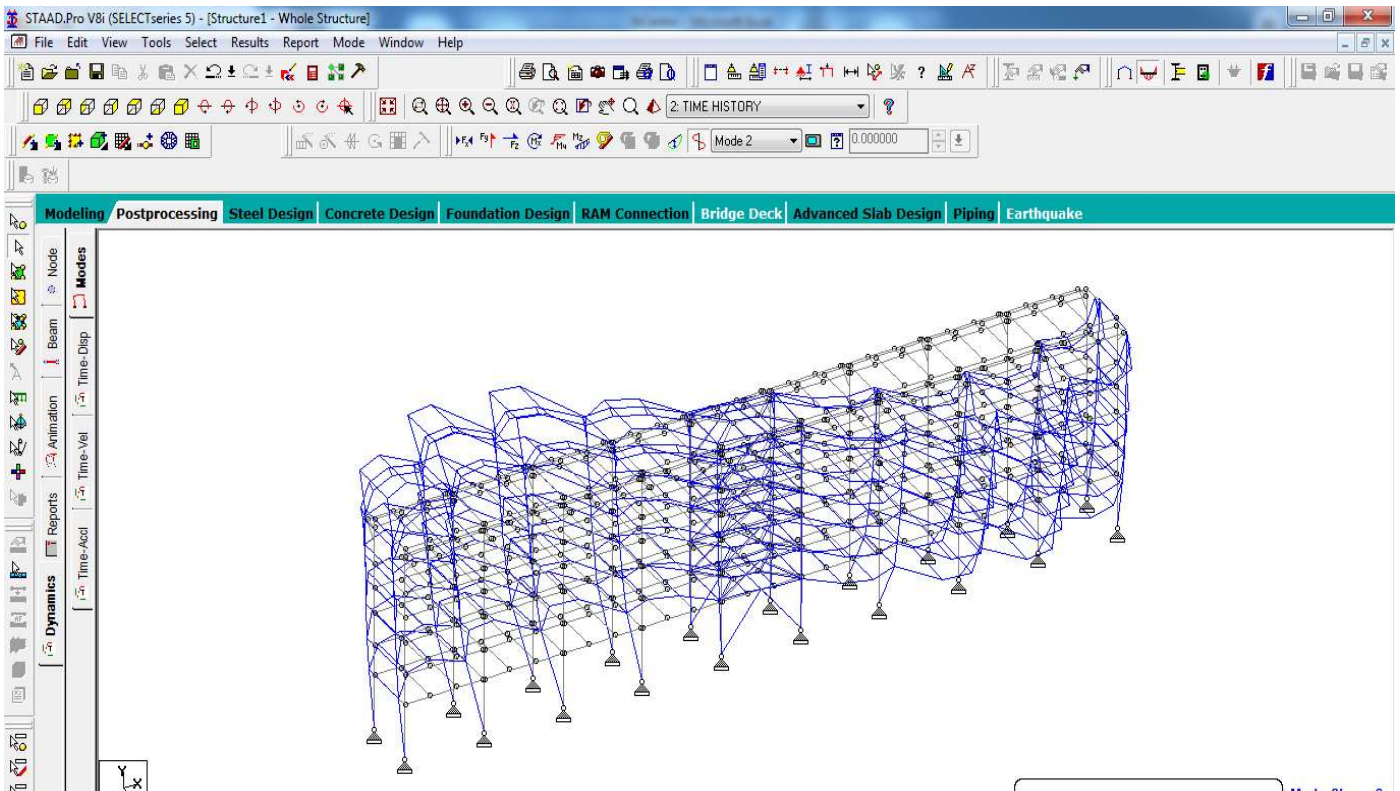 STAAD.Pro V8i (SELECTseries 5) - [Structure1 - Whole Structure]
File Edit View Tools Select Results Report Mode Window Help
2: TIME HISTORY
Mode 2 0.000000
Modeling Postprocessing Steel Design Concrete Design Foundation Design RAM Connection Bridge Deck Advanced Slab Design Piping Earthquake
Node
Beam
Animation
Reports
Dynamics
Modes
Time-Disp
Time-Vel
Time-Accl
Y
X